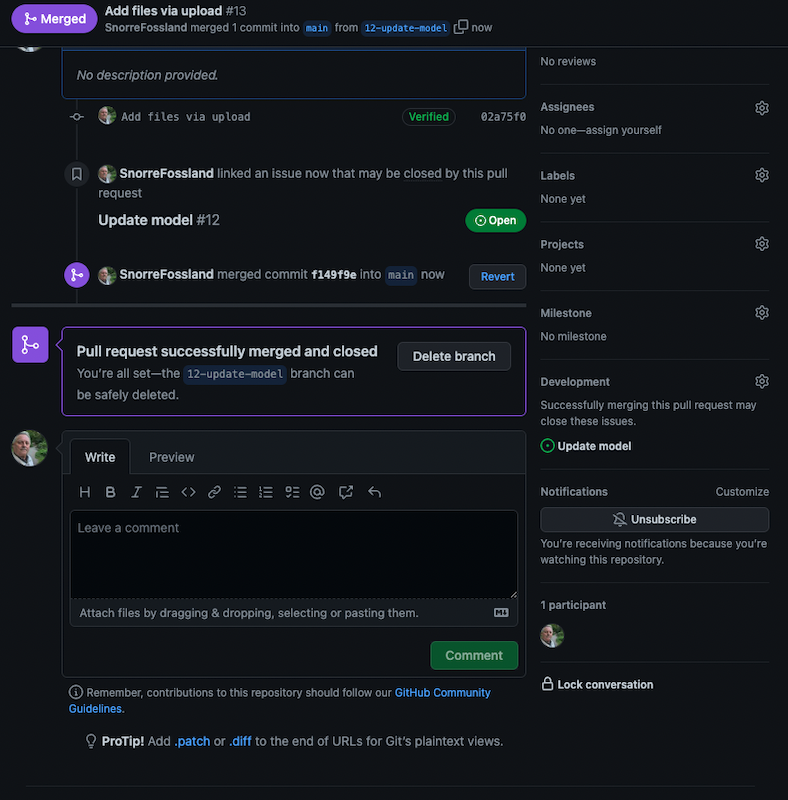 Merged
Add files via upload #13
SnorreFossland merged 1 commit into main from 12-update-model now
No description provided.
Add files via upload Verified 02a75f0
SnorreFossland linked an issue now that may be closed by this pull
request
Update model #12 Open
SnorreFossland merged commit f149f9e into main now Revert
Pull request successfully merged and closed
You're all set—the 12-update-model branch can
be safely deleted.
Delete branch
Write Preview
Leave a comment
Attach files by dragging & dropping, selecting or pasting them.
Comment
Remember, contributions to this repository should follow our GitHub Community
Guidelines.
ProTip! Add .patch or .diff to the end of URLs for Git's plaintext views.
No reviews
Assignees
No one—assign yourself
Labels
None yet
Projects
None yet
Milestone
No milestone
Development
Successfully merging this pull request may
close these issues.
Update model
Notifications Customize
Unsubscribe
You're receiving notifications because you're
watching this repository.
1 participant
Lock conversation